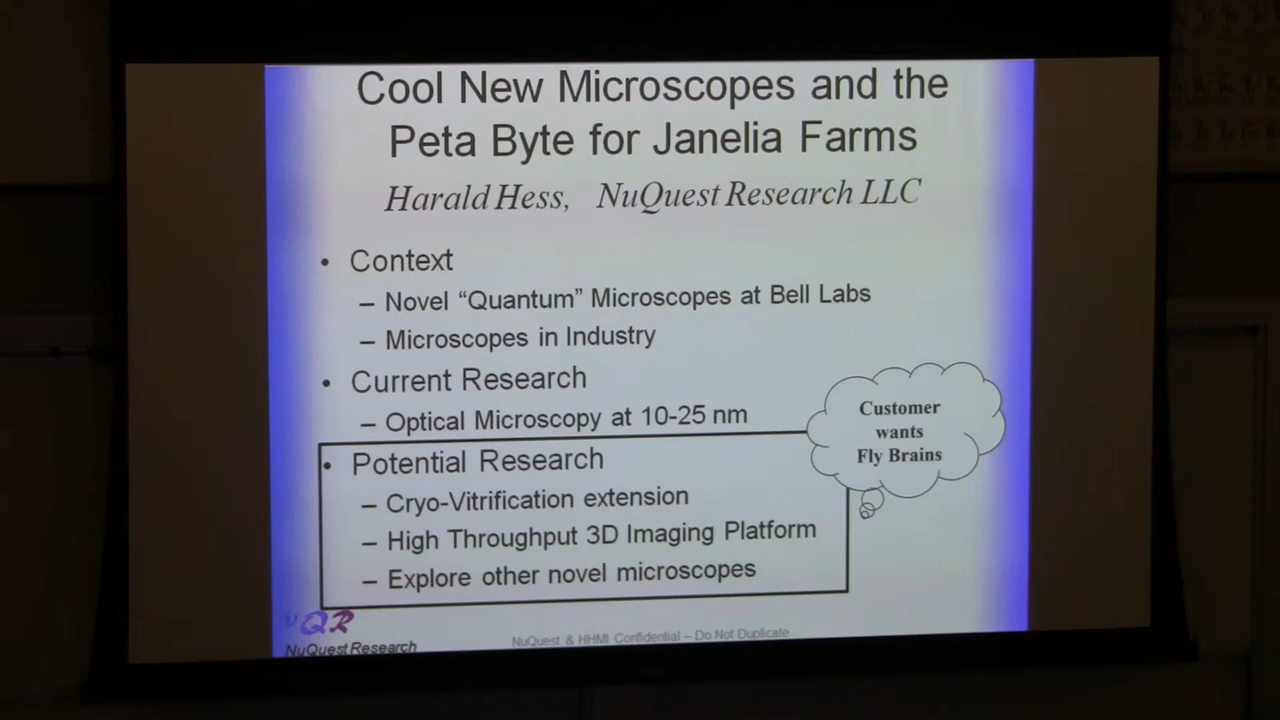 Cool New Microscopes and the
Peta Byte for Janelia Farms
Harald Hess, NuQuest Research LLC
• Context
– Novel “Quantum” Microscopes at Bell Labs
– Microscopes in Industry
• Current Research
– Optical Microscopy at 10-25 nm
• Potential Research
– Cryo-Vitrification extension
– High Throughput 3D Imaging Platform
– Explore other novel microscopes
Customer
wants
Fly Brains
νQR
NuQuest Research
NuQuest & HHMI Confidential – Do Not Duplicate